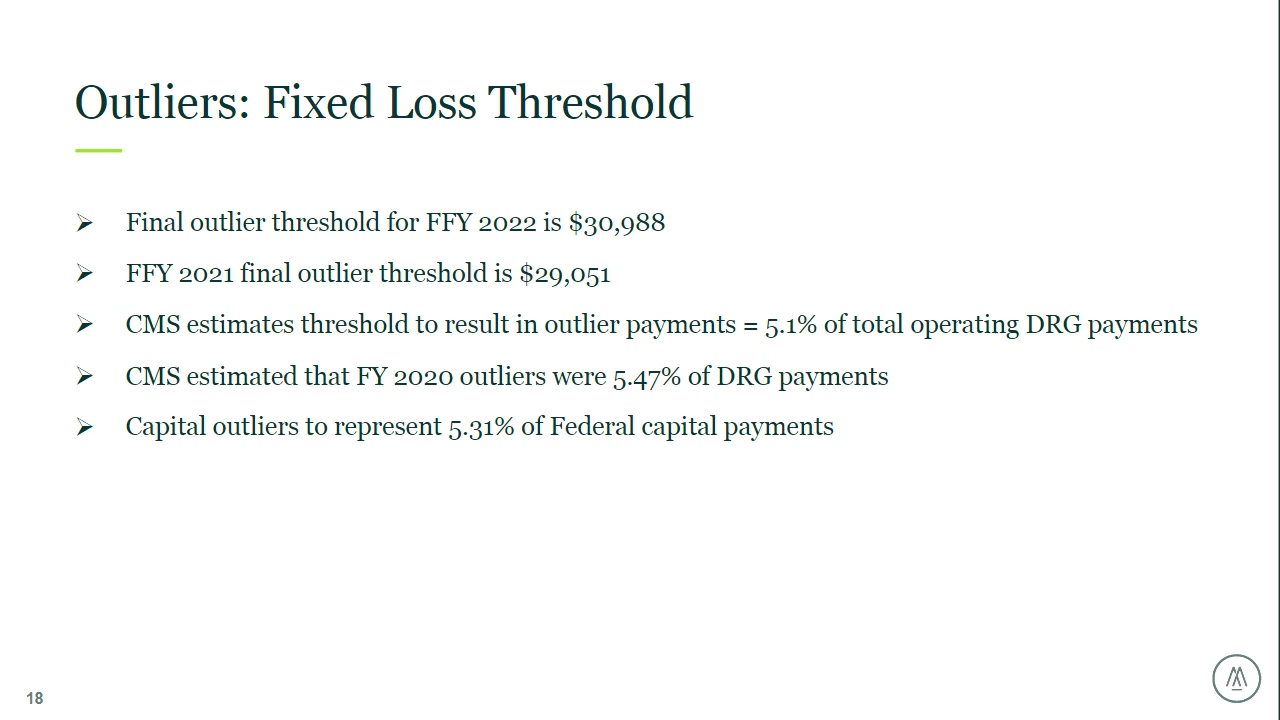 Outliers: Fixed Loss Threshold
Final outlier threshold for FFY 2022 is $30,988
FFY 2021 final outlier threshold is $29,051
CMS estimates threshold to result in outlier payments = 5.1% of total operating DRG payments
CMS estimated that FY 2020 outliers were 5.47% of DRG payments
Capital outliers to represent 5.31% of Federal capital payments
18